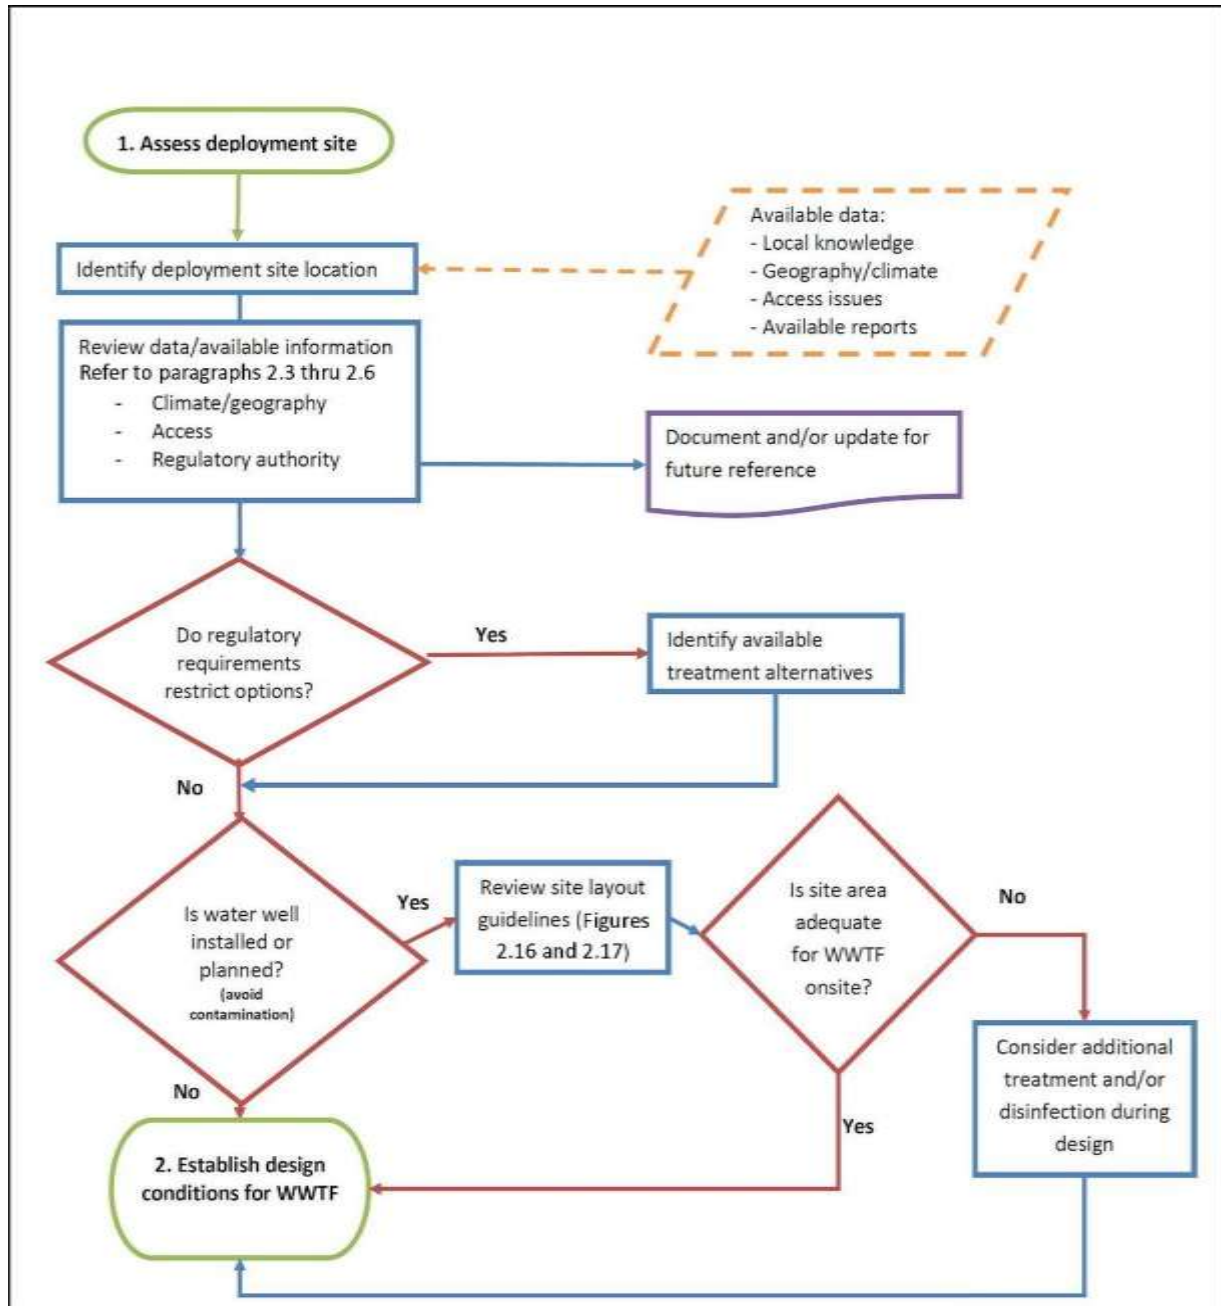 1. Assess deployment site
Identify deployment site location
Available data:
- Local knowledge
- Geography/climate
- Access issues
- Available reports
Review data/available information
Refer to paragraphs 2.3 thru 2.6
- Climate/geography
- Access
- Regulatory authority
Document and/or update for
future reference
Do regulatory
requirements
restrict options?
Yes
Identify available
treatment alternatives
No
Is water well
installed or
planned?
(avoid
contamination)
Yes
Review site layout
guidelines (Figures
2.16 and 2.17)
Is site area
adequate
for WWTF
onsite?
No
Consider additional
treatment and/or
disinfection during
design
No
Yes
2. Establish design
conditions for WWTF